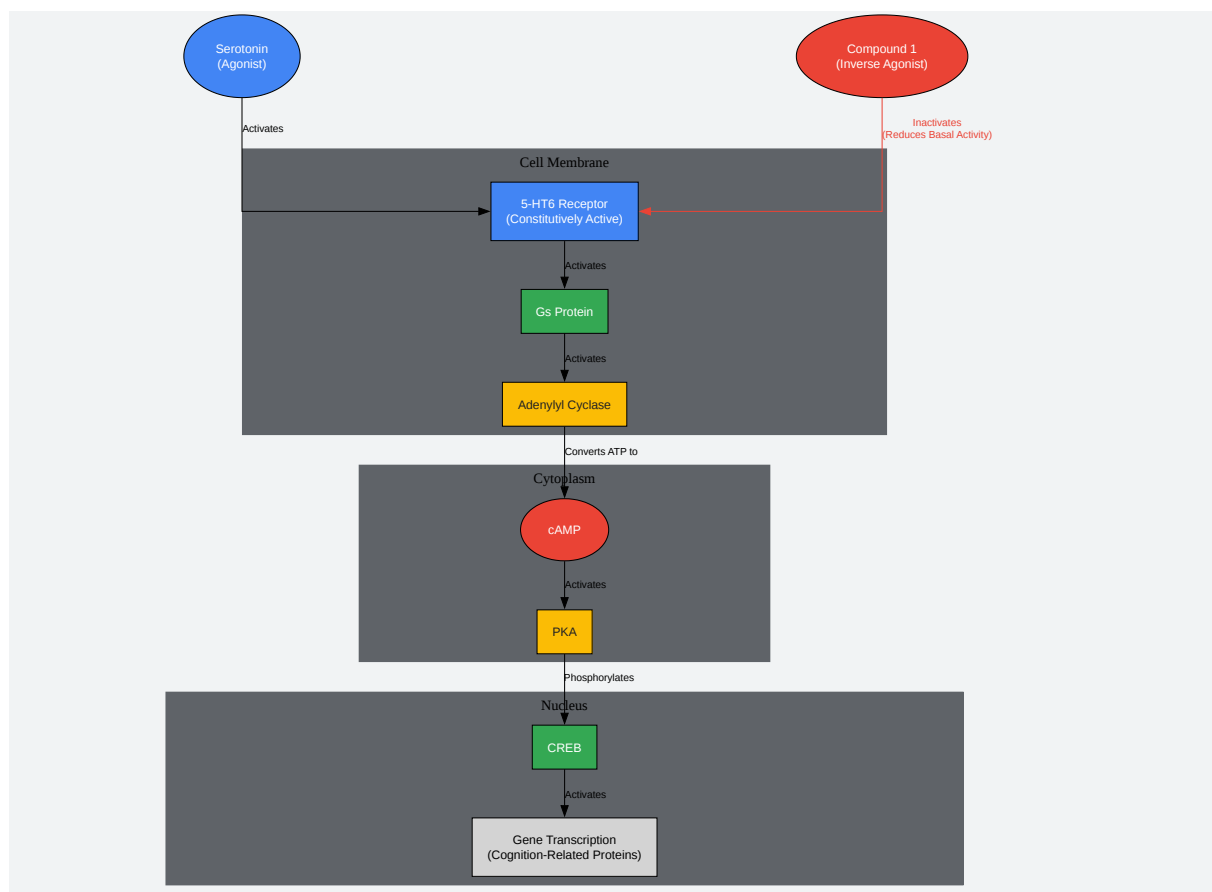 Serotonin
(Agonist)
Compound 1
(Inverse Agonist)
Activates
Inactivates
(Reduces Basal Activity)
Cell Membrane
5-HT6 Receptor
(Constitutively Active)
Activates
Gs Protein
Activates
Adenylyl Cyclase
Converts ATP to
Cytoplasm
cAMP
Activates
PKA
Phosphorylates
Nucleus
CREB
Activates
Gene Transcription
(Cognition-Related Proteins)